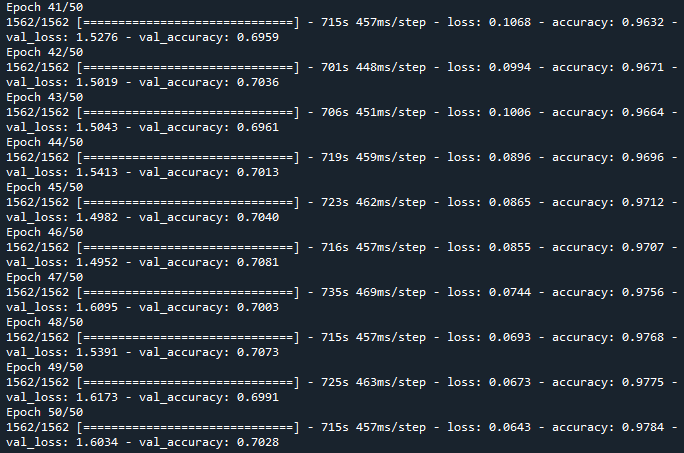 Epoch 41/50
1562/1562 [==============================] - 715s 457ms/step - loss: 0.1068 - accuracy: 0.9632 -
val_loss: 1.5276 - val_accuracy: 0.6959
Epoch 42/50
1562/1562 [==============================] - 701s 448ms/step - loss: 0.0994 - accuracy: 0.9671 -
val_loss: 1.5019 - val_accuracy: 0.7036
Epoch 43/50
1562/1562 [==============================] - 706s 451ms/step - loss: 0.1006 - accuracy: 0.9664 -
val_loss: 1.5043 - val_accuracy: 0.6961
Epoch 44/50
1562/1562 [==============================] - 719s 459ms/step - loss: 0.0896 - accuracy: 0.9696 -
val_loss: 1.5413 - val_accuracy: 0.7013
Epoch 45/50
1562/1562 [==============================] - 723s 462ms/step - loss: 0.0865 - accuracy: 0.9712 -
val_loss: 1.4982 - val_accuracy: 0.7040
Epoch 46/50
1562/1562 [==============================] - 716s 457ms/step - loss: 0.0855 - accuracy: 0.9707 -
val_loss: 1.4952 - val_accuracy: 0.7081
Epoch 47/50
1562/1562 [==============================] - 735s 469ms/step - loss: 0.0744 - accuracy: 0.9756 -
val_loss: 1.6095 - val_accuracy: 0.7003
Epoch 48/50
1562/1562 [==============================] - 715s 457ms/step - loss: 0.0693 - accuracy: 0.9768 -
val_loss: 1.5391 - val_accuracy: 0.7073
Epoch 49/50
1562/1562 [==============================] - 725s 463ms/step - loss: 0.0673 - accuracy: 0.9775 -
val_loss: 1.6173 - val_accuracy: 0.6991
Epoch 50/50
1562/1562 [==============================] - 715s 457ms/step - loss: 0.0643 - accuracy: 0.9784 -
val_loss: 1.6034 - val_accuracy: 0.7028